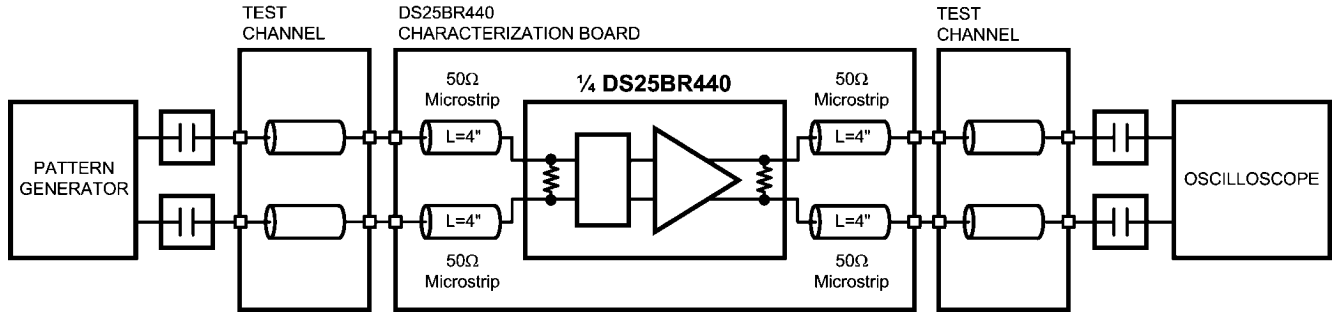 TEST
CHANNEL
DS25BR440
CHARACTERIZATION BOARD
TEST
CHANNEL
50Ω
Microstrip
¼ DS25BR440
50Ω
Microstrip
L=4"
L=4"
PATTERN
GENERATOR
OSCILLOSCOPE
L=4"
L=4"
50Ω
Microstrip
50Ω
Microstrip